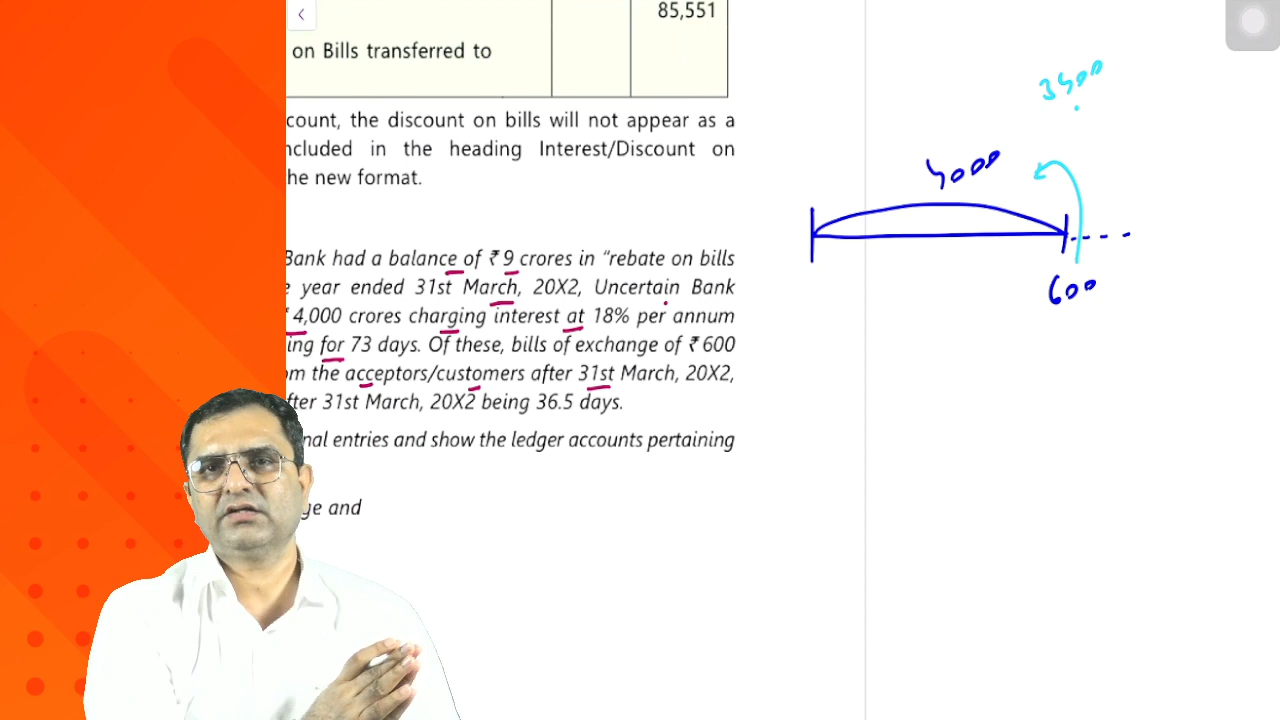 85,551
on Bills transferred to
count, the discount on bills will not appear as a
ncluded in the heading Interest/Discount on
he new format.
Bank had a balance of ₹ 9 crores in “rebate on bills
e year ended 31st March, 20X2, Uncertain Bank
4,000 crores charging interest at 18% per annum
ing for 73 days. Of these, bills of exchange of ₹ 600
om the acceptors/customers after 31st March, 20X2,
fter 31st March, 20X2 being 36.5 days.
nal entries and show the ledger accounts pertaining
ge and
3400
4000
600